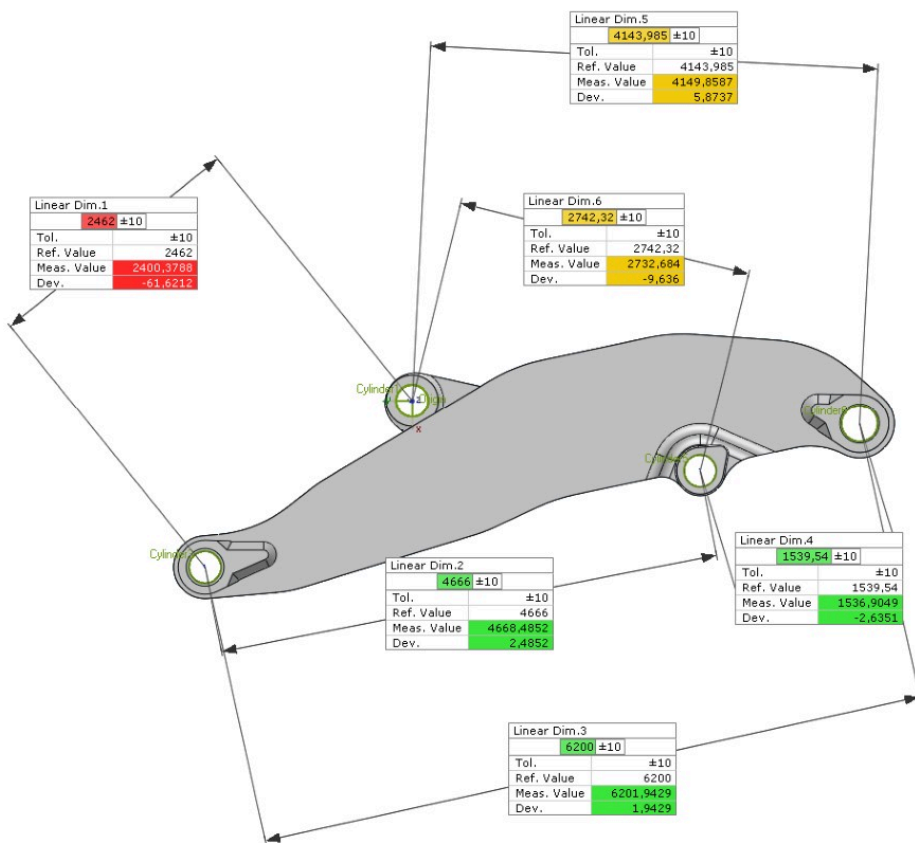 Linear Dim.5
4143,985 ±10
Tol. ±10
Ref. Value 4143,985
Meas. Value 4149,8587
Dev. 5,8737
Linear Dim.1
2462 ±10
Tol. ±10
Ref. Value 2462
Meas. Value 2400,3788
Dev. -61,6212
Linear Dim.6
2742,32 ±10
Tol. ±10
Ref. Value 2742,32
Meas. Value 2732,684
Dev. -9,636
z
x
Linear Dim.2
4666 ±10
Tol. ±10
Ref. Value 4666
Meas. Value 4668,4852
Dev. 2,4852
Linear Dim.4
1539,54 ±10
Tol. ±10
Ref. Value 1539,54
Meas. Value 1536,9049
Dev. -2,6351
Linear Dim.3
6200 ±10
Tol. ±10
Ref. Value 6200
Meas. Value 6201,9429
Dev. 1,9429